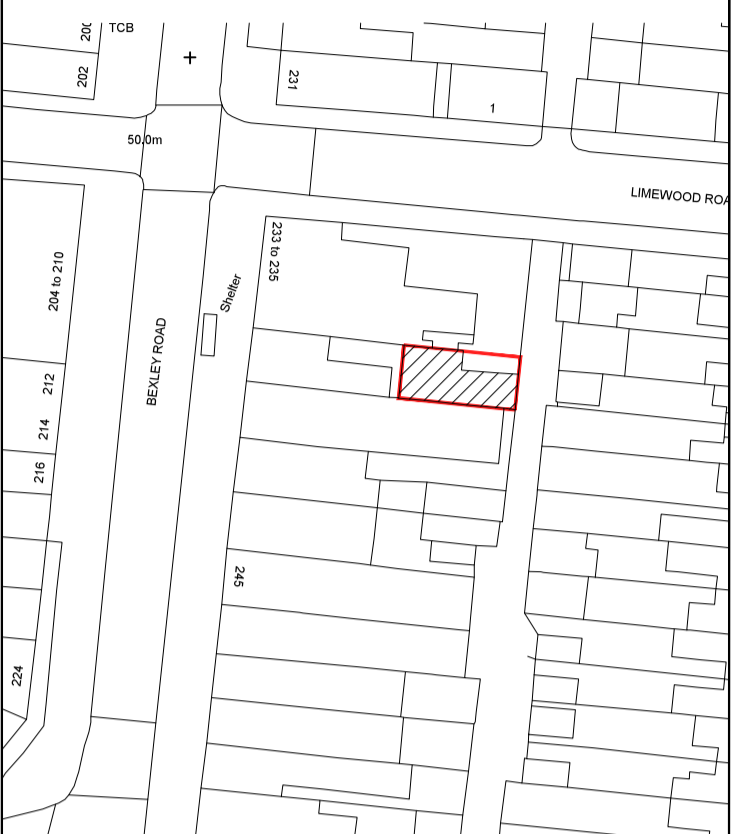 200
TCB
202
231
1
50.0m
LIMEWOOD ROA
233 to 235
Shelter
204 to 210
BEXLEY ROAD
212
214
216
245
224